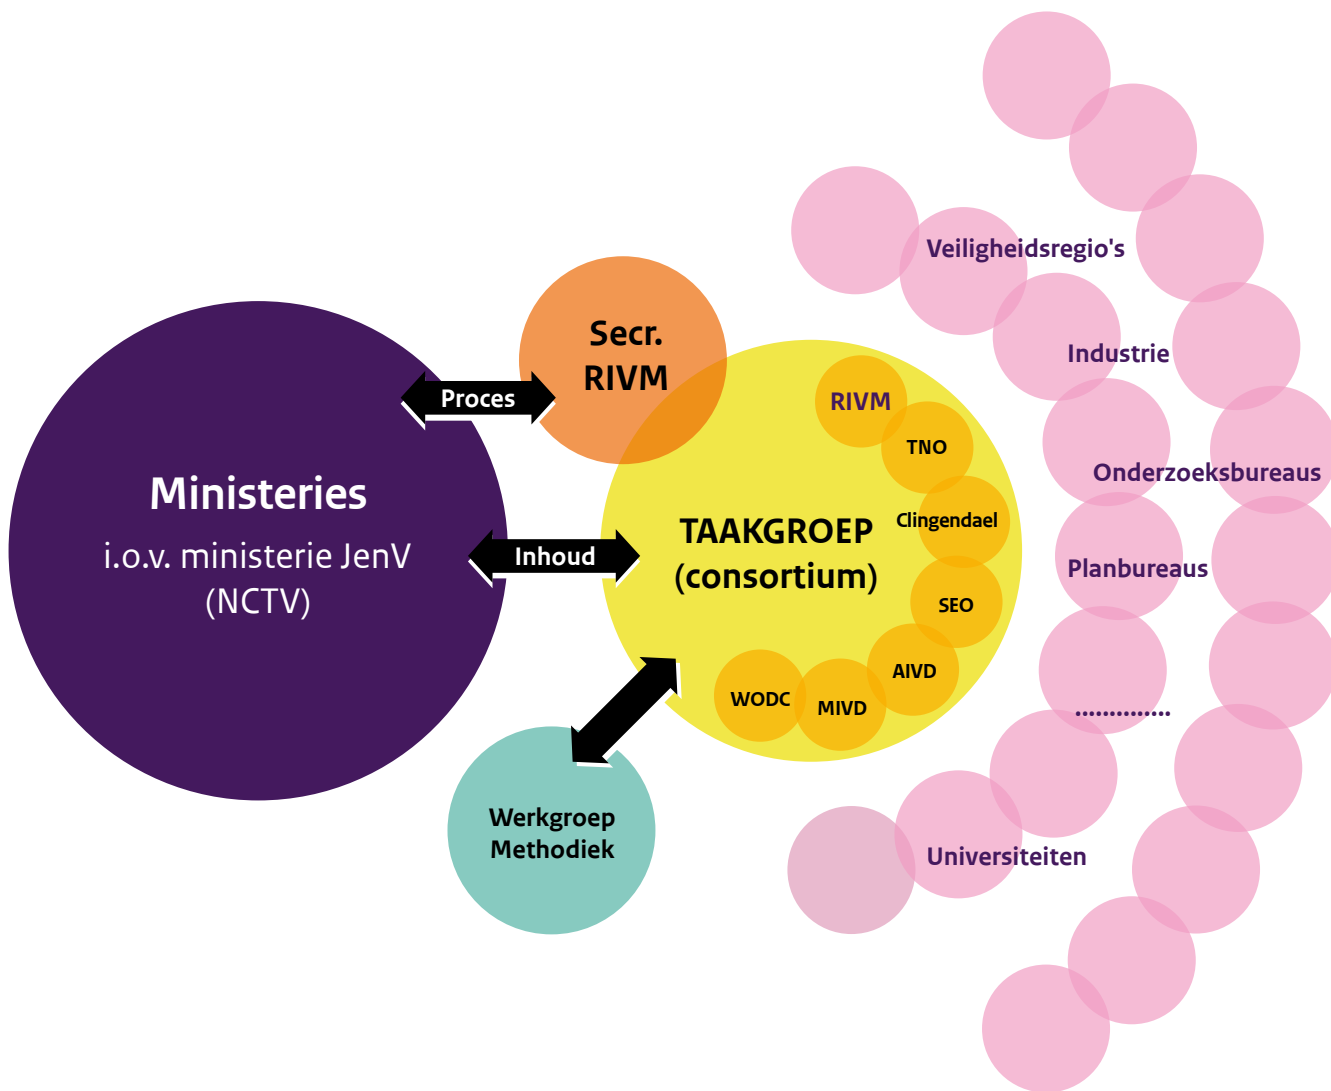 Ministeries
i.o.v. ministerie JenV
(NCTV)
Proces
Inhoud
Secr.
RIVM
TAAKGROEP
(consortium)
RIVM
TNO
Clingendael
SEO
AIVD
MIVD
WODC
Werkgroep
Methodiek
Veiligheidsregio's
Industrie
Onderzoeksbureaus
Planbureaus
..............
Universiteiten